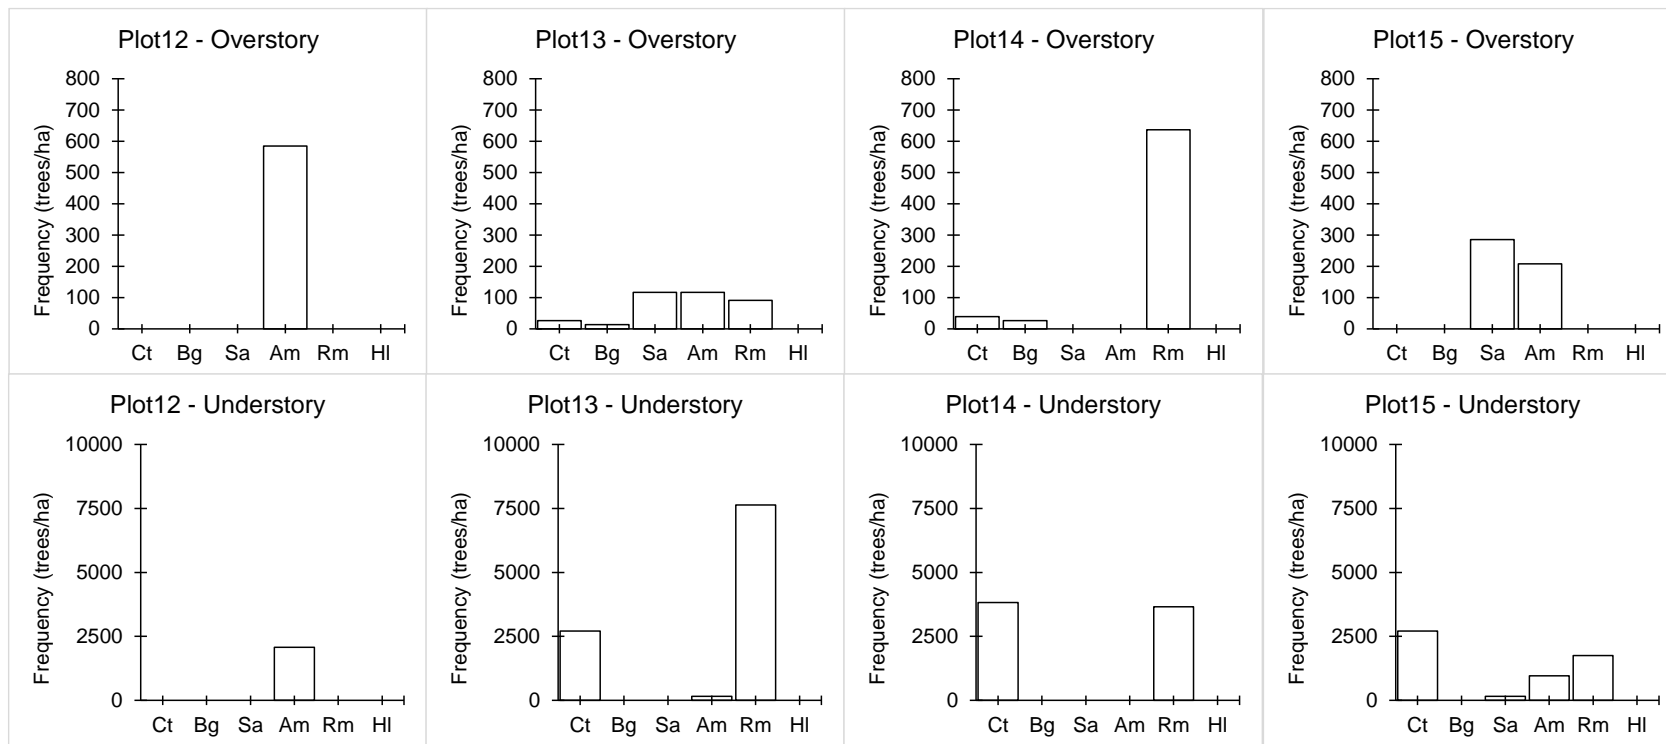 Plot12 - Overstory
Frequency (trees/ha)
800
700
600
500
400
300
200
100
0
Ct Bg Sa Am Rm Hl
Plot13 - Overstory
Frequency (trees/ha)
800
700
600
500
400
300
200
100
0
Ct Bg Sa Am Rm Hl
Plot14 - Overstory
Frequency (trees/ha)
800
700
600
500
400
300
200
100
0
Ct Bg Sa Am Rm Hl
Plot15 - Overstory
Frequency (trees/ha)
800
700
600
500
400
300
200
100
0
Ct Bg Sa Am Rm Hl
Plot12 - Understory
Frequency (trees/ha)
10000
7500
5000
2500
0
Ct Bg Sa Am Rm Hl
Plot13 - Understory
Frequency (trees/ha)
10000
7500
5000
2500
0
Ct Bg Sa Am Rm Hl
Plot14 - Understory
Frequency (trees/ha)
10000
7500
5000
2500
0
Ct Bg Sa Am Rm Hl
Plot15 - Understory
Frequency (trees/ha)
10000
7500
5000
2500
0
Ct Bg Sa Am Rm Hl